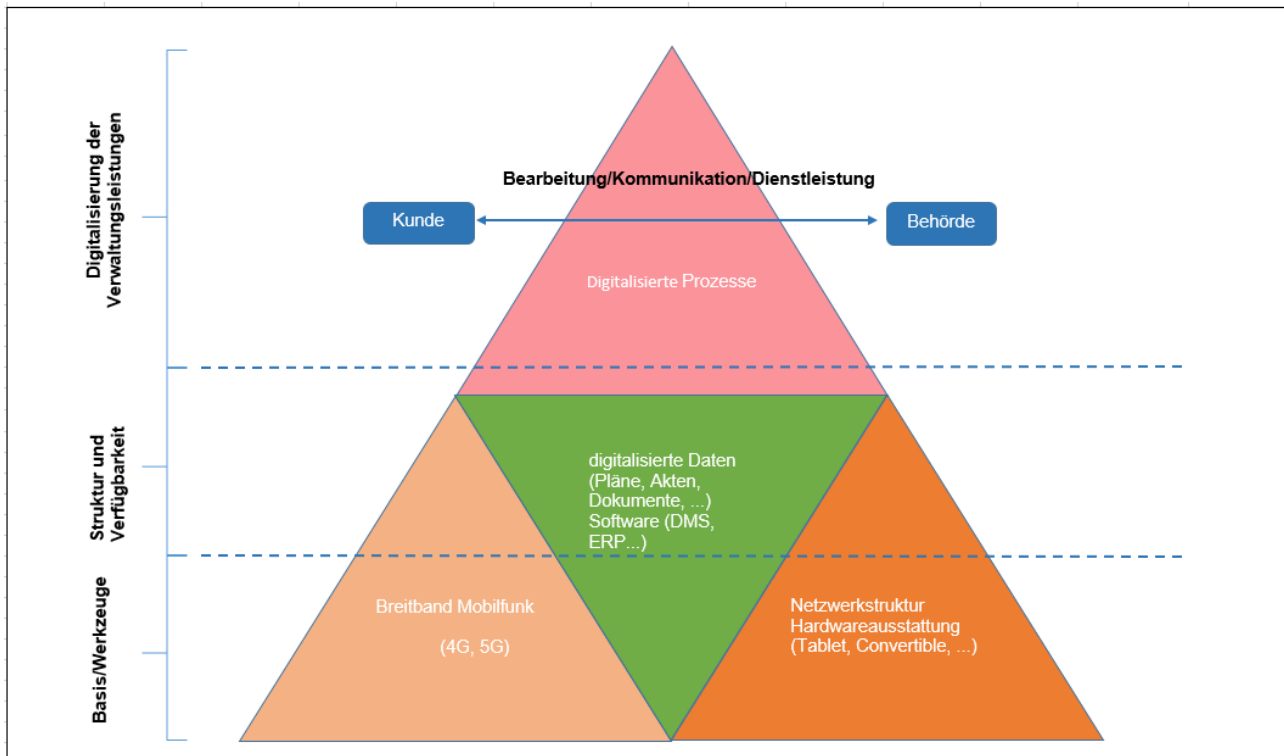 Digitalisierung der
Verwaltungsleistungen
Bearbeitung/Kommunikation/Dienstleistung
Kunde
Behörde
Digitalisierte Prozesse
Struktur und
Verfügbarkeit
digitalisierte Daten
(Pläne, Akten,
Dokumente, ...)
Software (DMS,
ERP...)
Basis/Werkzeuge
Breitband Mobilfunk
(4G, 5G)
Netzwerkstruktur
Hardwareausstattung
(Tablet, Convertible, ...)